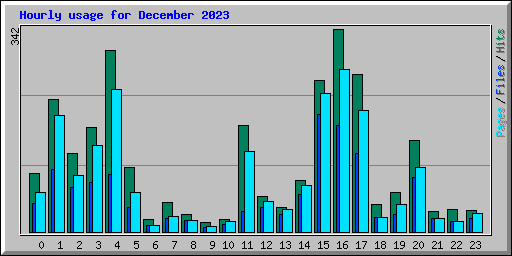 Hourly usage for December 2023
342
Pages/Files/Hits
0 1 2 3 4 5 6 7 8 9 10 11 12 13 14 15 16 17 18 19 20 21 22 23